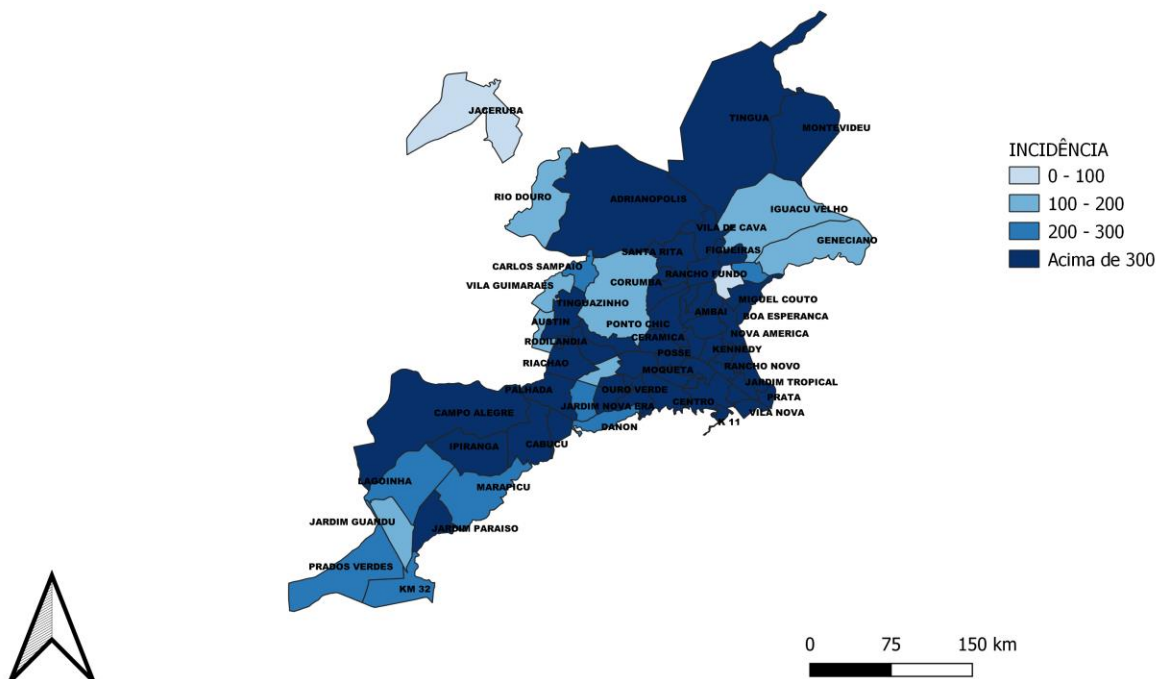 JACERUBA
TINGUA
MONTEVIDEU
INCIDÊNCIA
0 - 100
100 - 200
200 - 300
Acima de 300
RIO DOURO
ADRIANOPOLIS
IGUACU VELHO
VILA DE CAVA
GENECIANO
SANTA RITA
FIGUEIRAS
CARLOS SAMPAIO
RANCHO FUNDO
VILA GUIMARAES
CORUMBA
TINGUAZINHO
MIGUEL COUTO
AMBAI
BOA ESPERANCA
AUSTIN
PONTO CHIC
NOVA AMERICA
RODILANDIA
CERAMICA
KENNEDY
POSSE
RIACHAO
MOQUETA
RANCHO NOVO
JARDIM TROPICAL
PALHADA
OURO VERDE
PRATA
CENTRO
JARDIM NOVA ERA
CAMPO ALEGRE
VILA NOVA
K 11
DANON
IPIRANGA
CABUCU
LAGOINHA
MARAPICU
JARDIM GUANDU
JARDIM PARAISO
PRADOS VERDES
KM 32
0 75 150 km